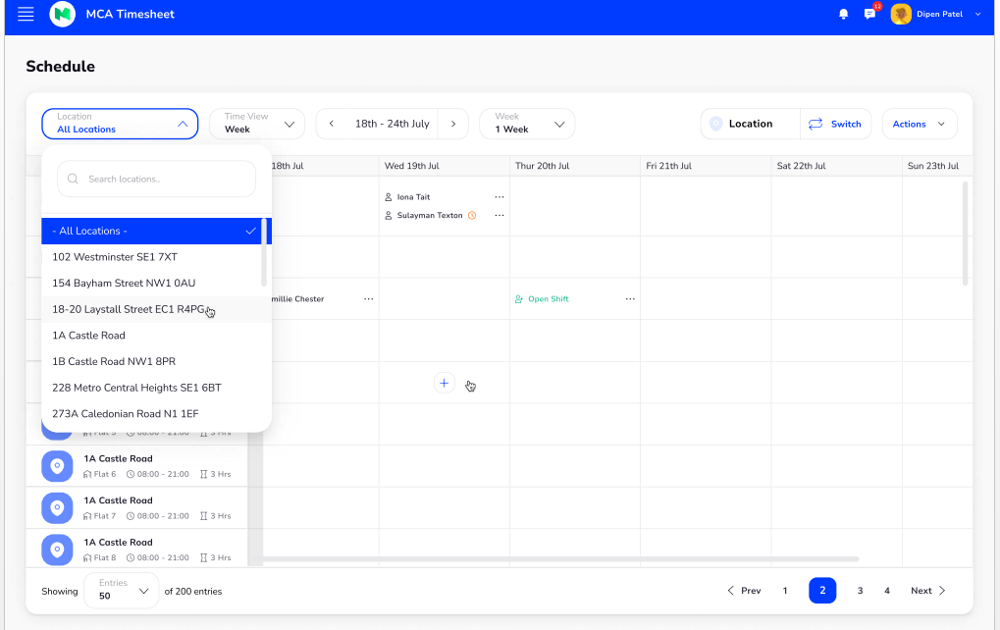 MCA Timesheet
12
Dipen Patel
Schedule
Location
All Locations
Time View
Week
18th - 24th July
Week
1 Week
Location
Switch
Actions
Search locations..
- All Locations -
102 Westminster SE1 7XT
154 Bayham Street NW1 0AU
18-20 Laystall Street EC1 R4PG
1A Castle Road
1B Castle Road NW1 8PR
228 Metro Central Heights SE1 6BT
273A Caledonian Road N1 1EF
18th Jul
Wed 19th Jul
Thur 20th Jul
Fri 21th Jul
Sat 22th Jul
Sun 23th Jul
Iona Tait
Sulayman Texton
millie Chester
Open Shift
08:00 - 21:00
3 Hrs
1A Castle Road
Flat 6 08:00 - 21:00 3 Hrs
1A Castle Road
Flat 7 08:00 - 21:00 3 Hrs
1A Castle Road
Flat 8 08:00 - 21:00 3 Hrs
Showing
Entries
50
of 200 entries
Prev 1 2 3 4 Next